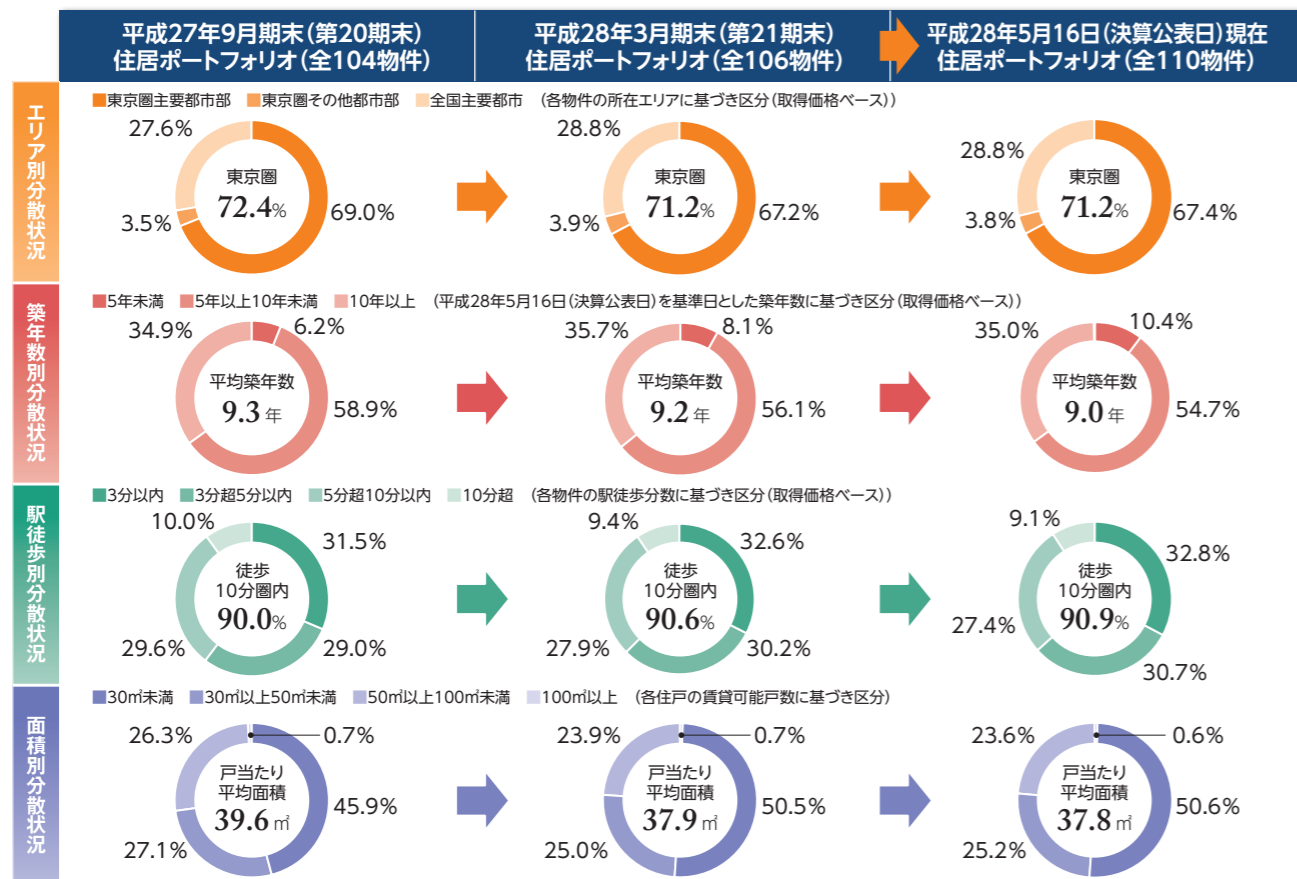 平成27年9月期末（第20期末）
住居ポートフォリオ（全104物件）
平成28年3月期末（第21期末）
住居ポートフォリオ（全106物件）
平成28年5月16日（決算公表日）現在
住居ポートフォリオ（全110物件）
エリア別分散状況
■東京圏主要都市部 ■東京圏その他都市部 ■全国主要都市 （各物件の所在エリアに基づき区分（取得価格ベース））
27.6%
東京圏
72.4%
3.5%
69.0%
28.8%
東京圏
71.2%
3.9%
67.2%
28.8%
東京圏
71.2%
3.8%
67.4%
築年数別分散状況
■5年未満 ■5年以上10年未満 ■10年以上 （平成28年5月16日（決算公表日）を基準日とした築年数に基づき区分（取得価格ベース））
34.9%
6.2%
平均築年数
9.3 年
58.9%
35.7%
8.1%
平均築年数
9.2 年
56.1%
35.0%
10.4%
平均築年数
9.0 年
54.7%
駅徒歩別分散状況
■3分以内 ■3分超5分以内 ■5分超10分以内 ■10分超 （各物件の駅徒歩分数に基づき区分（取得価格ベース））
10.0%
31.5%
徒歩
10分圏内
90.0%
29.6%
29.0%
9.4%
32.6%
徒歩
10分圏内
90.6%
27.9%
30.2%
9.1%
32.8%
徒歩
10分圏内
90.9%
27.4%
30.7%
面積別分散状況
■30㎡未満 ■30㎡以上50㎡未満 ■50㎡以上100㎡未満 ■100㎡以上 （各住戸の賃貸可能戸数に基づき区分）
26.3%
0.7%
戸当たり
平均面積
39.6 ㎡
45.9%
27.1%
23.9%
0.7%
戸当たり
平均面積
37.9 ㎡
50.5%
25.0%
23.6%
0.6%
戸当たり
平均面積
37.8 ㎡
50.6%
25.2%